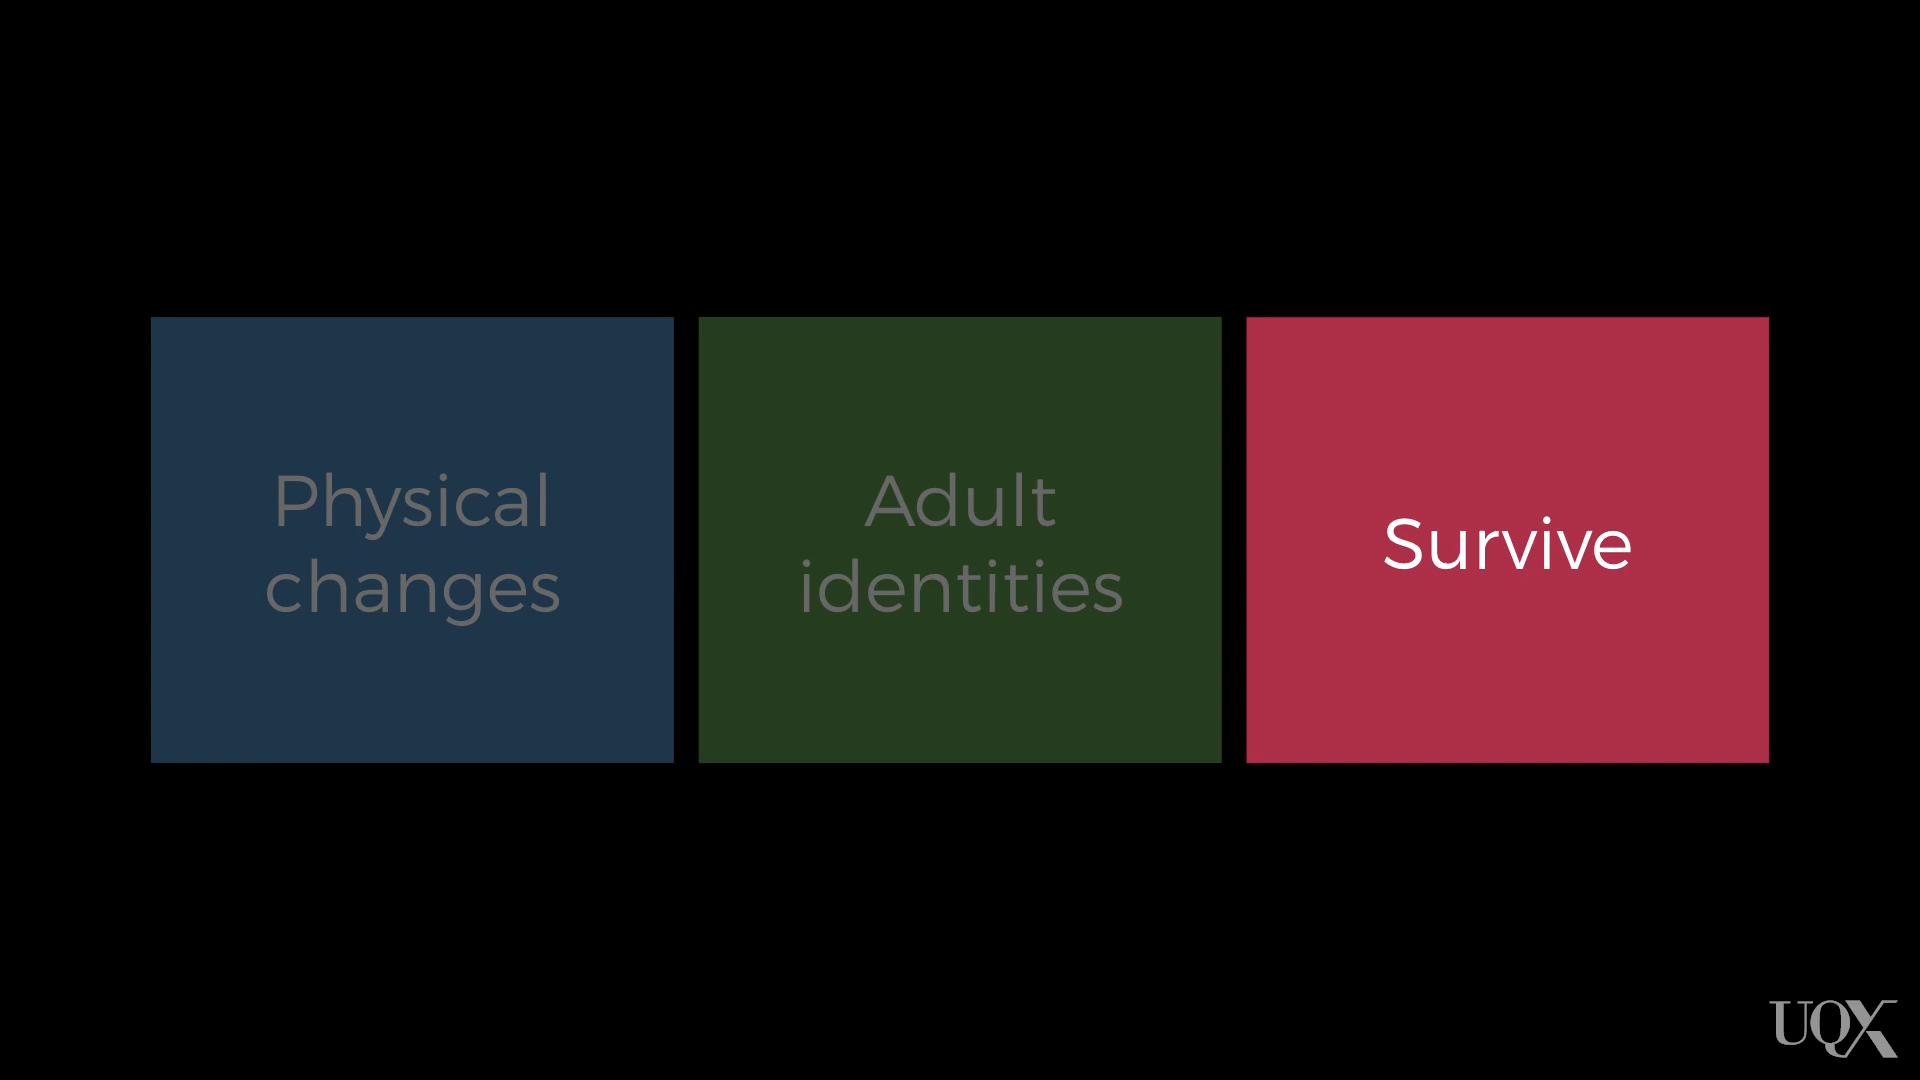 Physical
changes
Adult
identities
Survive
UQX